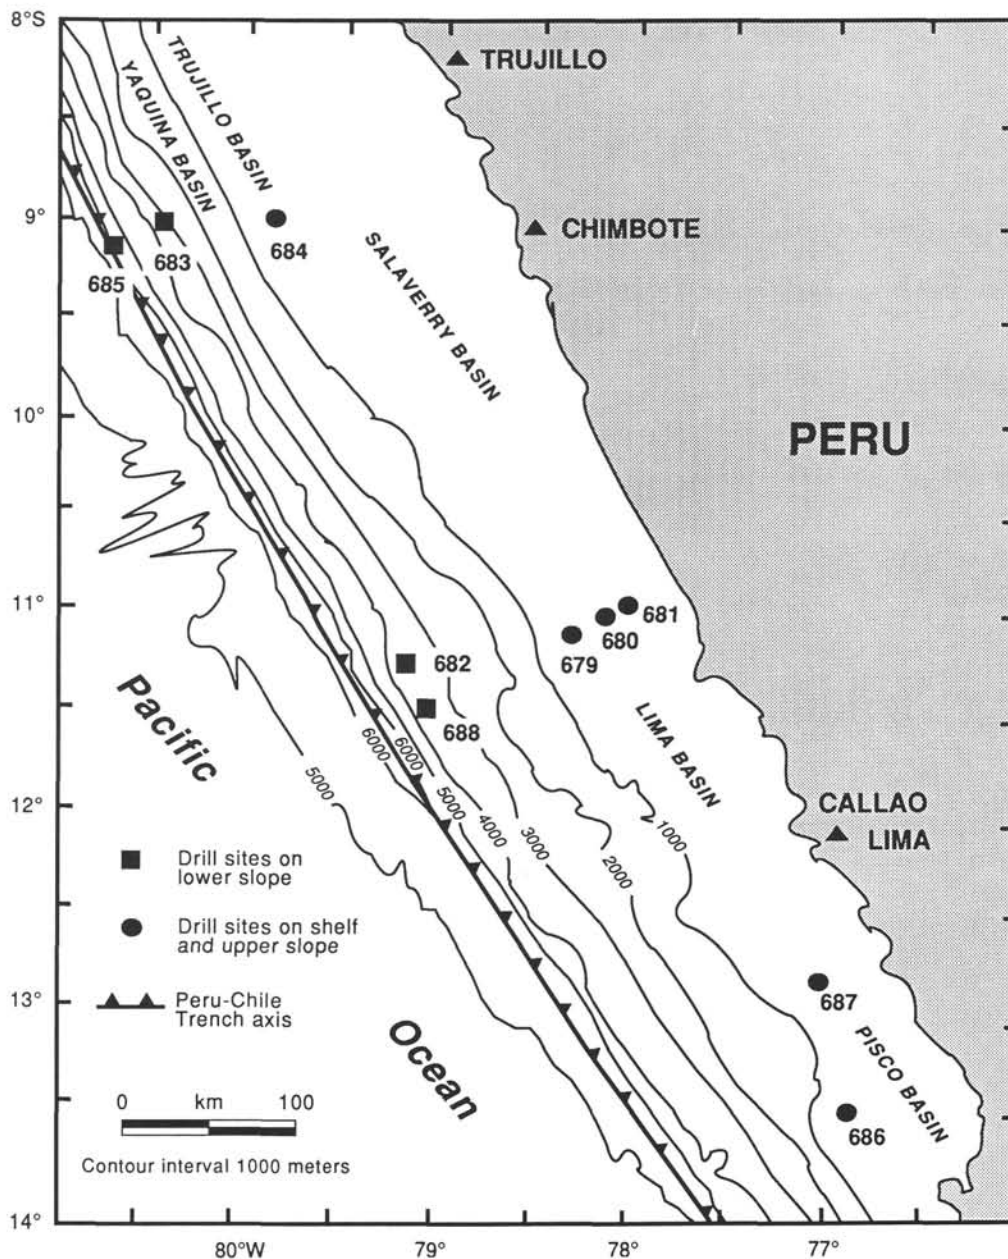 8°S
TRUJILLO
YAQUINA BASIN
TRUJILLO BASIN
9°
684
CHIMBOTE
683
685
SALAVERRY BASIN
10°
PERU
11°
681
680
679
682
688
Pacific
LIMA BASIN
5000
6000
6000
5000
4000
3000
2000
1000
12°
CALLAO
LIMA
Drill sites on
lower slope
Drill sites on shelf
and upper slope
Peru-Chile
Trench axis
13°
687
Ocean
PISCO BASIN
686
0 km 100
Contour interval 1000 meters
14°
80°W 79° 78° 77°